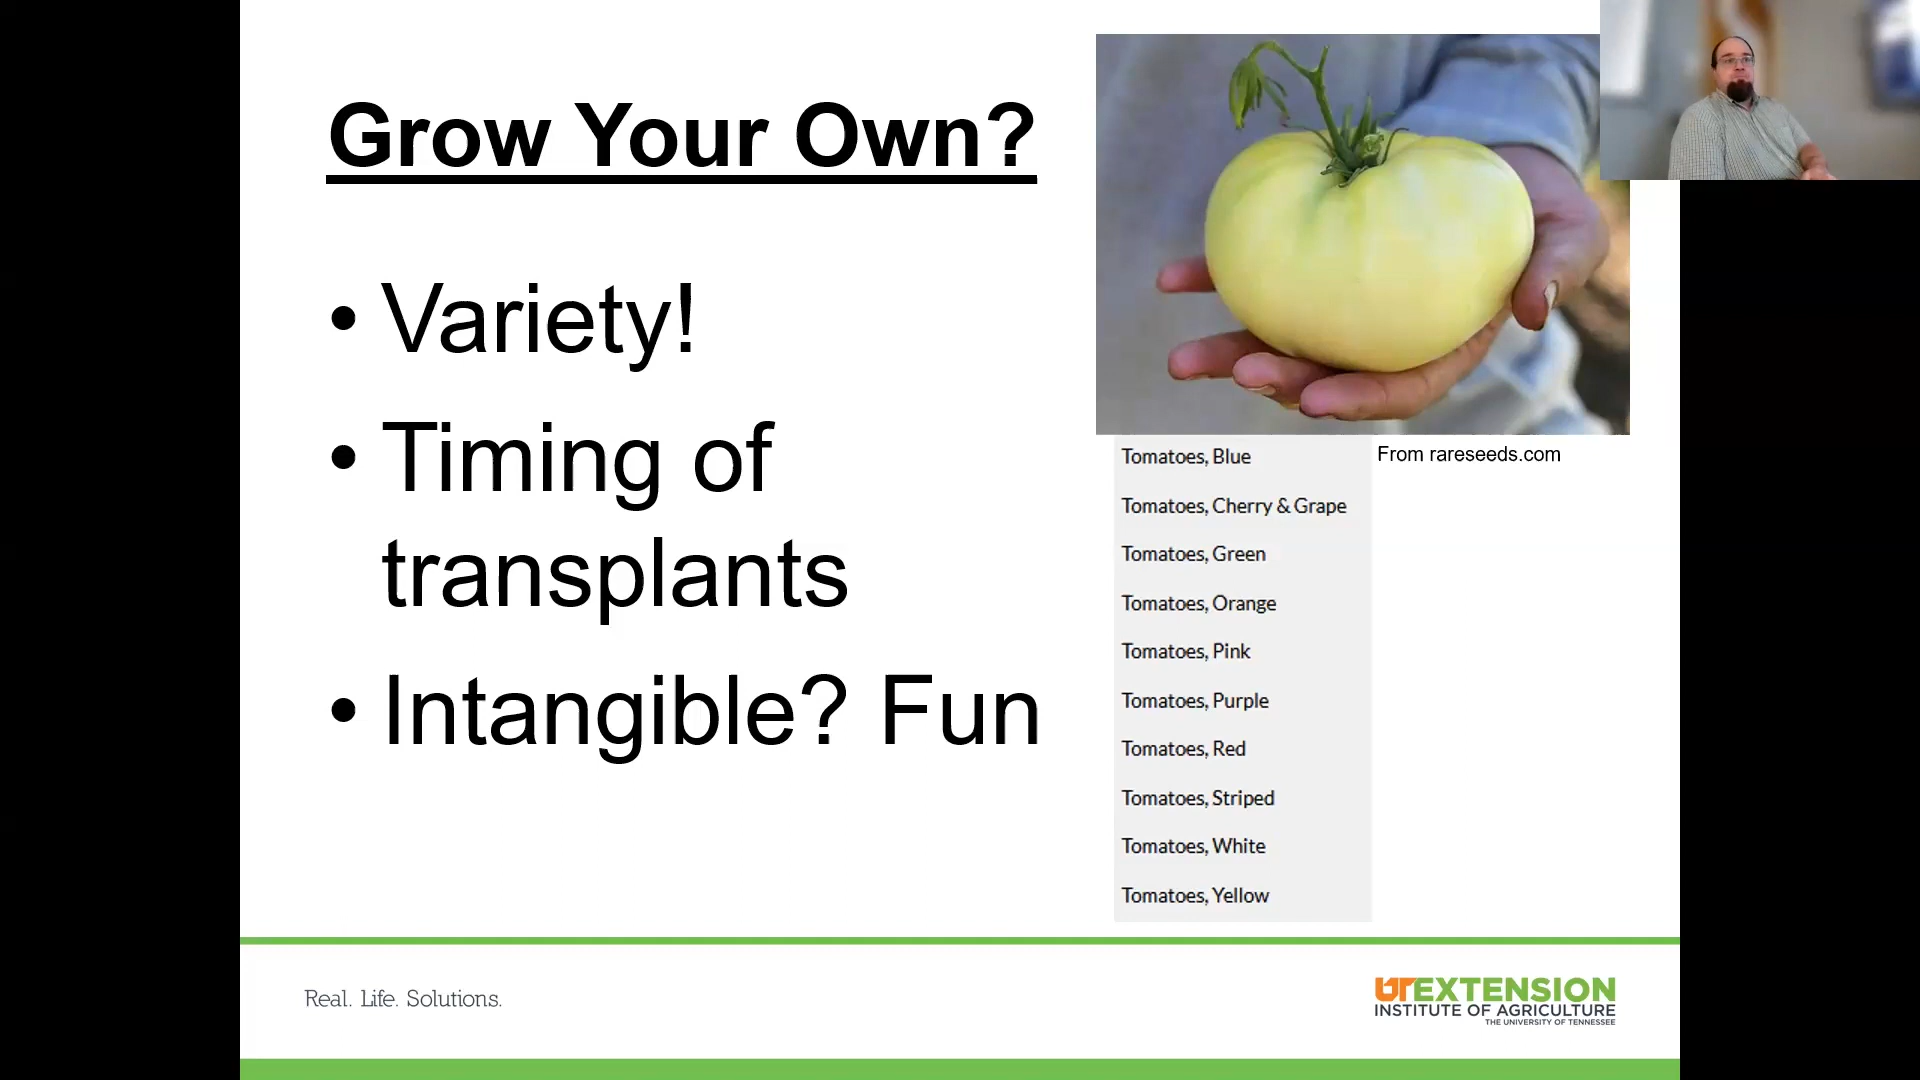 Grow Your Own?
• Variety!
• Timing of
transplants
• Intangible? Fun
From rareseeds.com
Tomatoes, Blue
Tomatoes, Cherry & Grape
Tomatoes, Green
Tomatoes, Orange
Tomatoes, Pink
Tomatoes, Purple
Tomatoes, Red
Tomatoes, Striped
Tomatoes, White
Tomatoes, Yellow
Real. Life. Solutions.
UT EXTENSION
INSTITUTE OF AGRICULTURE
THE UNIVERSITY OF TENNESSEE